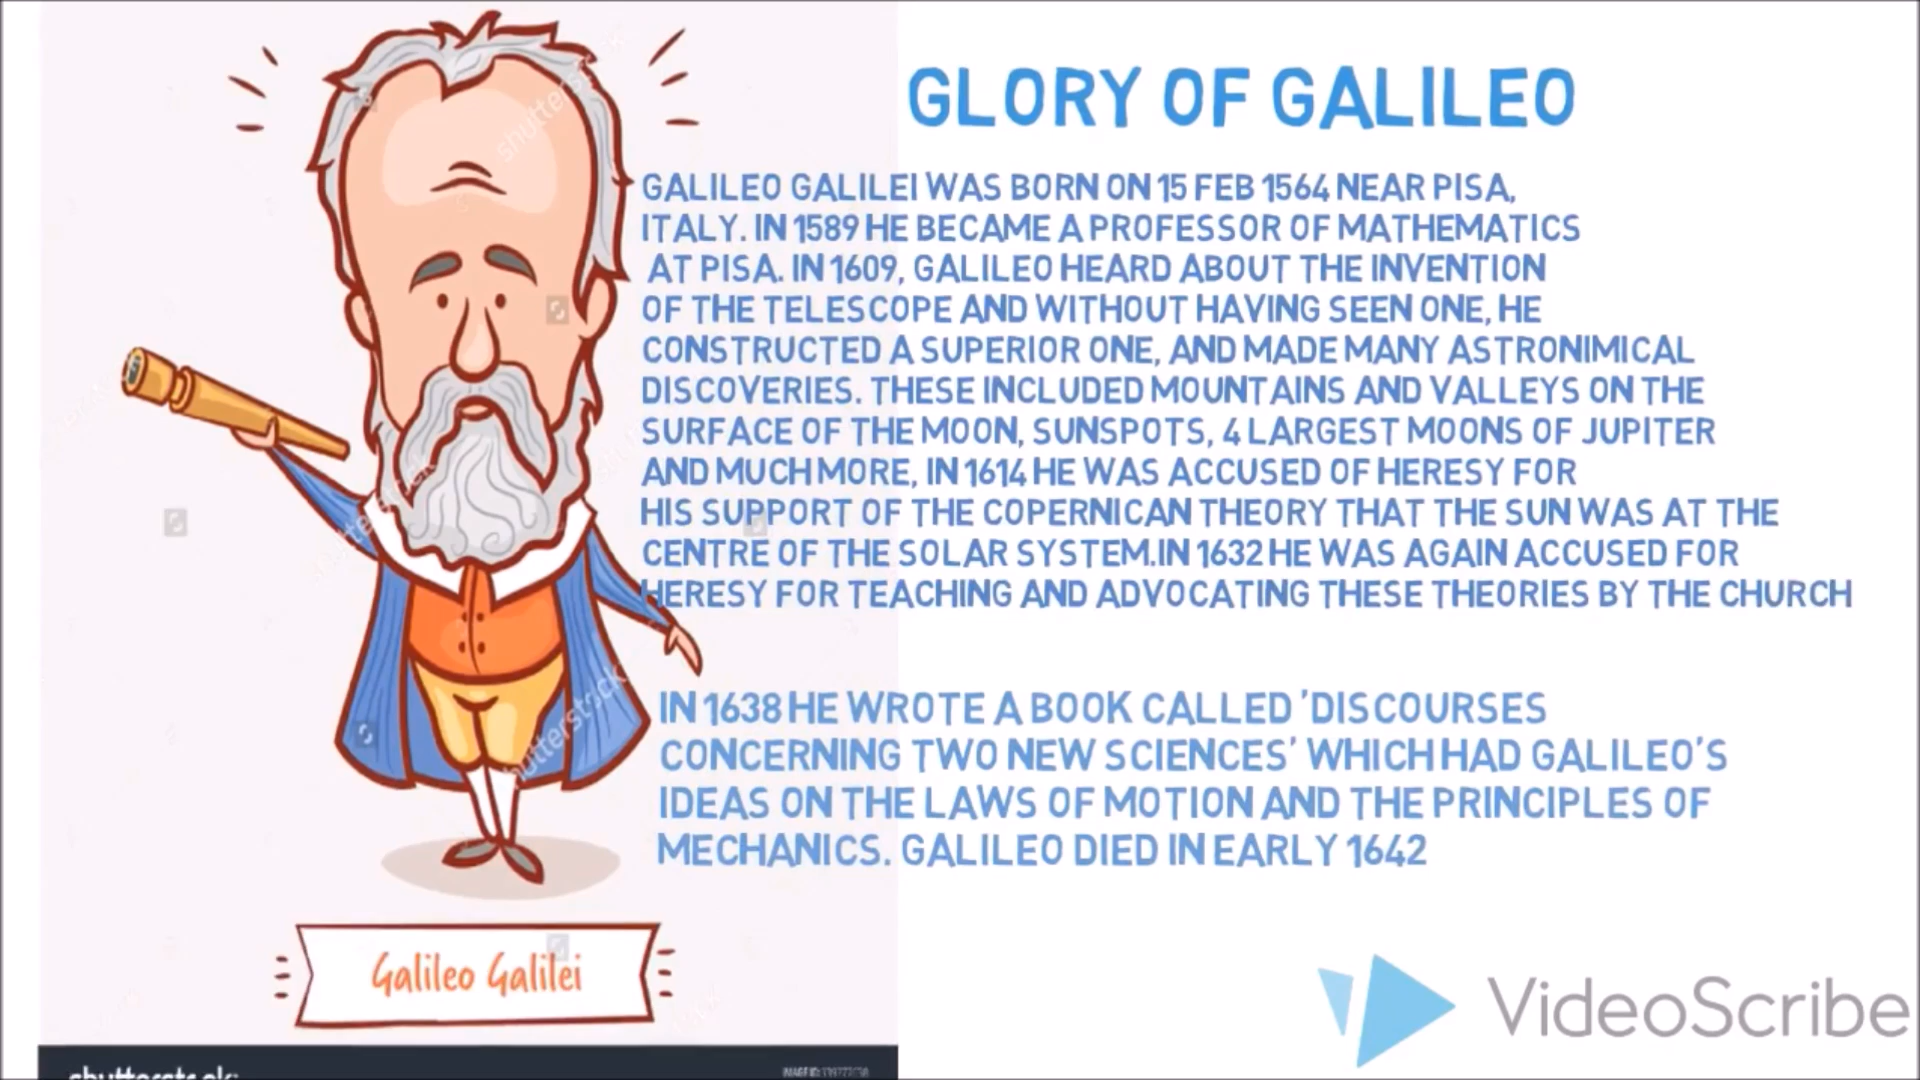 GLORY OF GALILEO
GALILEO GALILEI WAS BORN ON 15 FEB 1564 NEAR PISA,
ITALY. IN 1589 HE BECAME A PROFESSOR OF MATHEMATICS
AT PISA. IN 1609, GALILEO HEARD ABOUT THE INVENTION
OF THE TELESCOPE AND WITHOUT HAVING SEEN ONE, HE
CONSTRUCTED A SUPERIOR ONE, AND MADE MANY ASTRONIMICAL
DISCOVERIES. THESE INCLUDED MOUNTAINS AND VALLEYS ON THE
SURFACE OF THE MOON, SUNSPOTS, 4 LARGEST MOONS OF JUPITER
AND MUCH MORE, IN 1614 HE WAS ACCUSED OF HERESY FOR
HIS SUPPORT OF THE COPERNICAN THEORY THAT THE SUN WAS AT THE
CENTRE OF THE SOLAR SYSTEM.IN 1632 HE WAS AGAIN ACCUSED FOR
HERESY FOR TEACHING AND ADVOCATING THESE THEORIES BY THE CHURCH
IN 1638 HE WROTE A BOOK CALLED 'DISCOURSES
CONCERNING TWO NEW SCIENCES' WHICH HAD GALILEO'S
IDEAS ON THE LAWS OF MOTION AND THE PRINCIPLES OF
MECHANICS. GALILEO DIED IN EARLY 1642
Galileo Galilei
VideoScribe
shutterstock
shutterstock
shutterstock